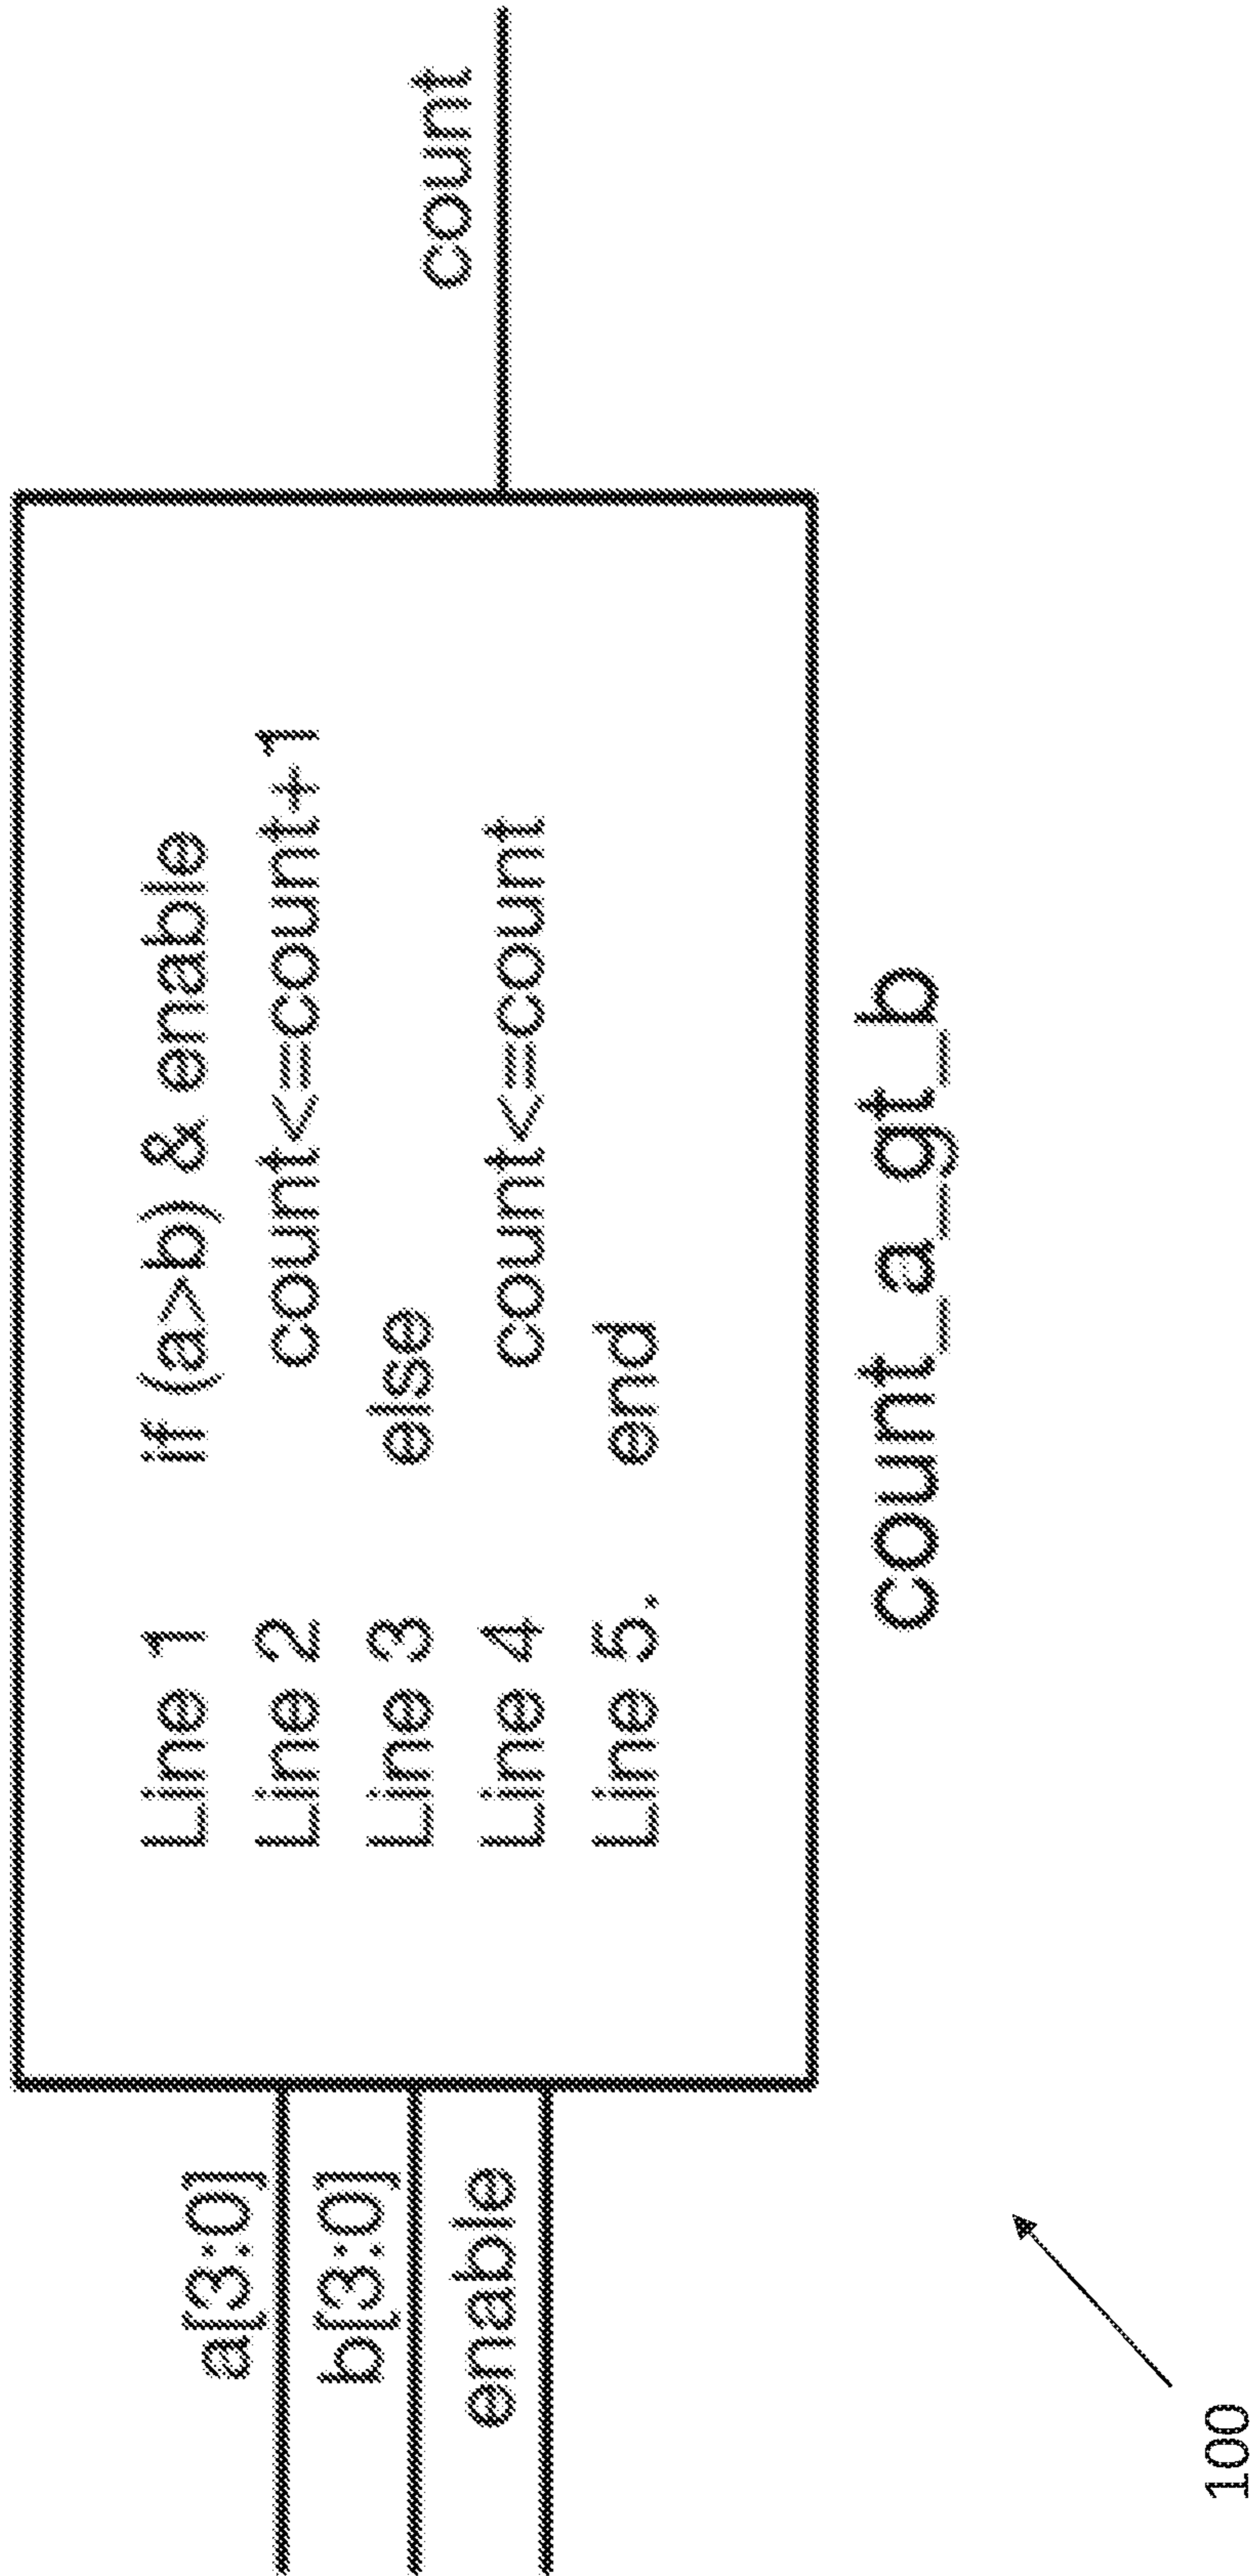 a[3:0]
b[3:0]
enable
Line 1 if (a>b) & enable
Line 2 count<=count+1
Line 3 else
Line 4 count<=count
Line 5. end
count
count_a_gt_b
100